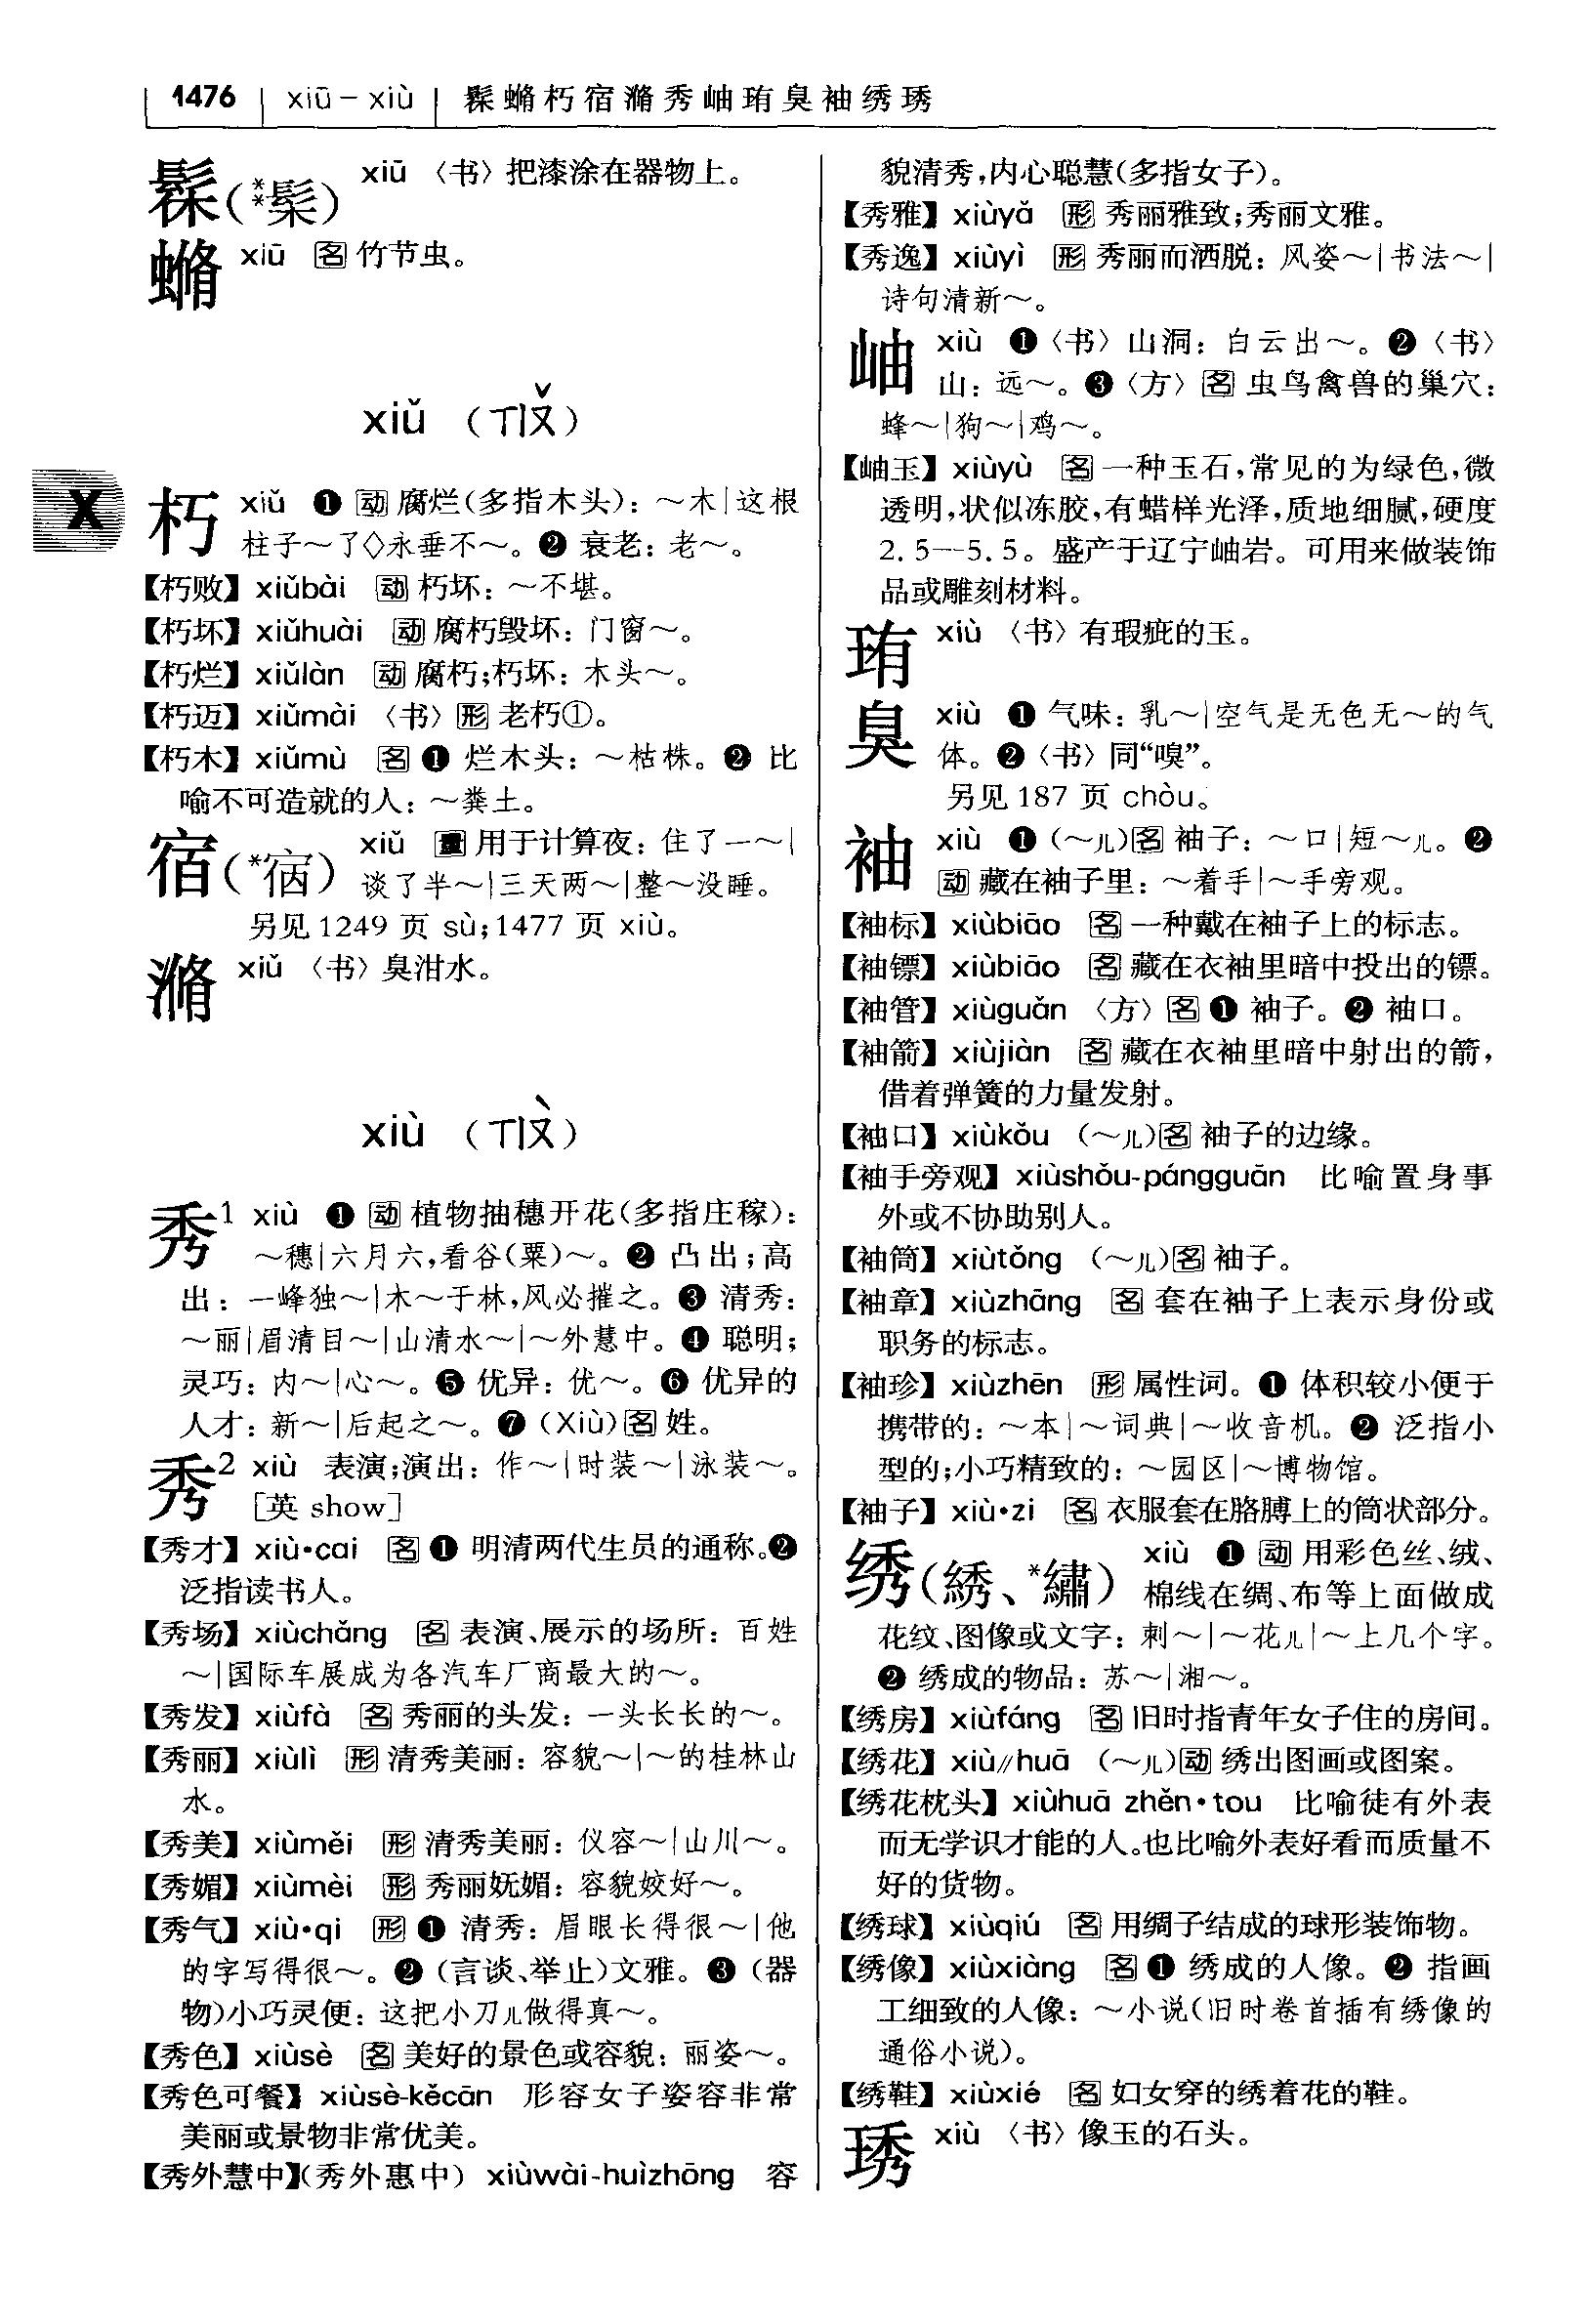 1476 xiū-xiù 髹蛸朽宿滫秀岫珛臭袖绣琇
髹(**髤) xiū 〈书〉把漆涂在器物上。
蟰 xiū 名 竹节虫。
xiǔ (ㄒㄧㄡˇ)
X
朽 xiǔ ❶ 动 腐烂(多指木头): ～木|这根
柱子～了◇永垂不～。❷ 衰老: 老～。
【朽败】 xiǔbài 动 朽坏: ～不堪。
【朽坏】 xiǔhuài 动 腐朽毁坏: 门窗～。
【朽烂】 xiǔlàn 动 腐朽;朽坏: 木头～。
【朽迈】 xiǔmài 〈书〉形 老朽①。
【朽木】 xiǔmù 名 ❶ 烂木头: ～枯株。❷ 比
喻不可造就的人: ～粪土。
宿(*㝛) xiǔ 量 用于计算夜: 住了一～|
谈了半～|三天两～|整～没睡。
另见1249 页 sù;1477 页 xiù。
滫 xiǔ 〈书〉臭泔水。
xiù (ㄒㄧㄡˋ)
秀1 xiù ❶ 动 植物抽穗开花(多指庄稼):
～穗|六月六,看谷(粟)～。❷ 凸出;高
出: 一峰独～|木～于林,风必摧之。❸ 清秀:
～丽|眉清目～|山清水～|～外慧中。❹ 聪明;
灵巧: 内～|心～。❺ 优异: 优～。❻ 优异的
人才: 新～|后起之～。❼ (Xiù)名 姓。
秀2 xiù 表演;演出: 作～|时装～|泳装～。
[英 show]
【秀才】 xiù·cai 名 ❶ 明清两代生员的通称。❷
泛指读书人。
【秀场】 xiùchǎng 名 表演、展示的场所: 百姓
～|国际车展成为各汽车厂商最大的～。
【秀发】 xiùfà 名 秀丽的头发: 一头长长的～。
【秀丽】 xiùlì 形 清秀美丽: 容貌～|～的桂林山
水。
【秀美】 xiùměi 形 清秀美丽: 仪容～|山川～。
【秀媚】 xiùmèi 形 秀丽妩媚: 容貌姣好～。
【秀气】 xiù·qi 形 ❶ 清秀: 眉眼长得很～|他
的字写得很～。❷ (言谈、举止)文雅。❸ (器
物)小巧灵便: 这把小刀儿做得真～。
【秀色】 xiùsè 名 美好的景色或容貌: 丽姿～。
【秀色可餐】 xiùsè-kěcān 形容女子姿容非常
美丽或景物非常优美。
【秀外慧中】(秀外惠中) xiùwài-huìzhōng 容
貌清秀,内心聪慧(多指女子)。
【秀雅】 xiùyǎ 形 秀丽雅致;秀丽文雅。
【秀逸】 xiùyì 形 秀丽而洒脱: 风姿～|书法～|
诗句清新～。
岫 xiù ❶〈书〉山洞: 白云出～。❷〈书〉
山: 远～。❸〈方〉名 虫鸟禽兽的巢穴:
蜂～|狗～|鸡～。
【岫玉】 xiùyù 名 一种玉石,常见的为绿色,微
透明,状似冻胶,有蜡样光泽,质地细腻,硬度
2.5—5.5。盛产于辽宁岫岩。可用来做装饰
品或雕刻材料。
珛 xiù 〈书〉有瑕疵的玉。
臭 xiù ❶ 气味: 乳～|空气是无色无～的气
体。❷〈书〉同“嗅”。
另见 187 页 chòu。
袖 xiù ❶ (～儿)名 袖子: ～口|短～儿。❷
动 藏在袖子里: ～着手|～手旁观。
【袖标】 xiùbiāo 名 一种戴在袖子上的标志。
【袖镖】 xiùbiāo 名 藏在衣袖里暗中投出的镖。
【袖管】 xiùguǎn 〈方〉名 ❶ 袖子。❷ 袖口。
【袖箭】 xiùjiàn 名 藏在衣袖里暗中射出的箭,
借着弹簧的力量发射。
【袖口】 xiùkǒu (～儿)名 袖子的边缘。
【袖手旁观】 xiùshǒu-pángguān 比喻置身事
外或不协助别人。
【袖筒】 xiùtǒng (～儿)名 袖子。
【袖章】 xiùzhāng 名 套在袖子上表示身份或
职务的标志。
【袖珍】 xiùzhēn 形 属性词。❶ 体积较小便于
携带的: ～本|～词典|～收音机。❷ 泛指小
型的;小巧精致的: ～园区|～博物馆。
【袖子】 xiù·zi 名 衣服套在胳膊上的筒状部分。
绣(綉、*繡) xiù ❶ 动 用彩色丝、绒、
棉线在绸、布等上面做成
花纹、图像或文字: 刺～|～花儿|～上几个字。
❷ 绣成的物品: 苏～|湘～。
【绣房】 xiùfáng 名 旧时指青年女子住的房间。
【绣花】 xiù//huā (～儿)动 绣出图画或图案。
【绣花枕头】 xiùhuā zhěn·tou 比喻徒有外表
而无学识才能的人。也比喻外表好看而质量不
好的货物。
【绣球】 xiùqiú 名 用绸子结成的球形装饰物。
【绣像】 xiùxiàng 名 ❶ 绣成的人像。❷ 指画
工细致的人像: ～小说(旧时卷首插有绣像的
通俗小说)。
【绣鞋】 xiùxié 名 妇女穿的绣着花的鞋。
琇 xiù 〈书〉像玉的石头。